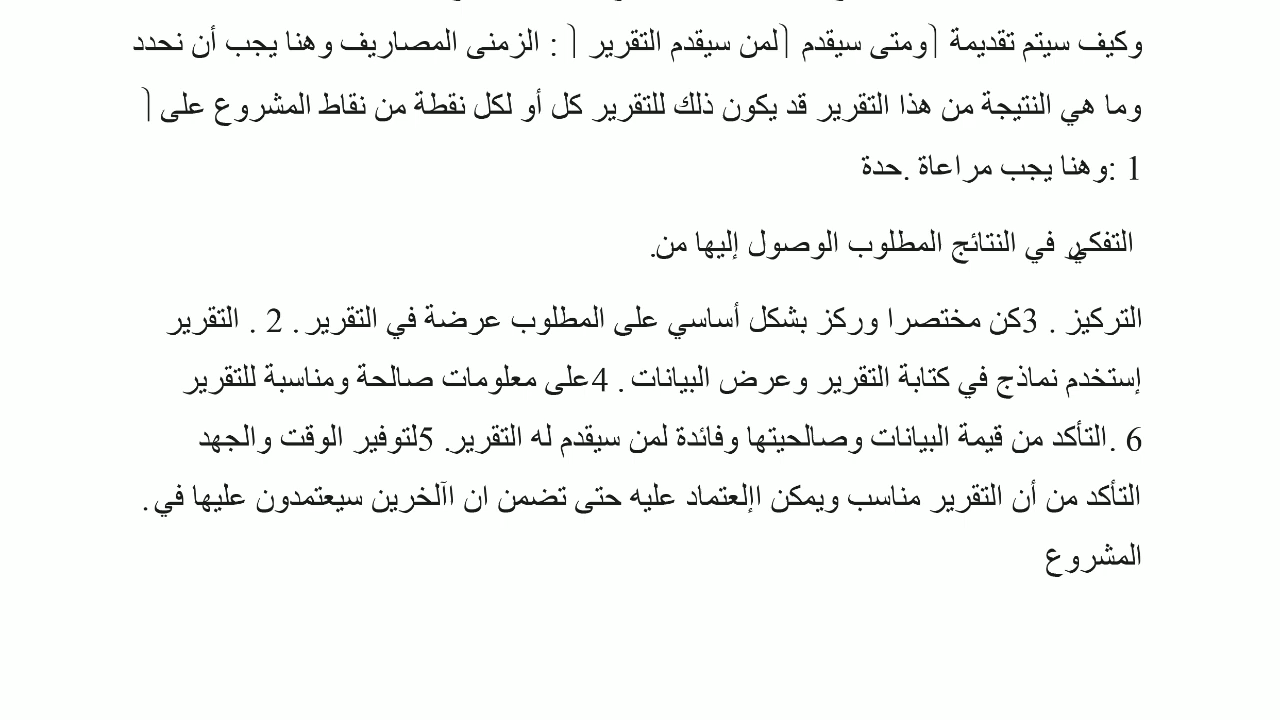 وكيف سيتم تقديمة إ ومتى سيقدم إ لمن سيقدم التقرير إ : الزمنى المصاريف وهنا يجب أن نحدد
وما هي النتيجة من هذا التقرير قد يكون ذلك للتقرير كل أو لكل نقطة من نقاط المشروع على إ
1 :وهنا يجب مراعاة .حدة
التفكير في النتائج المطلوب الوصول إليها من.
التركيز . 3كن مختصرا وركز بشكل أساسي على المطلوب عرضة في التقرير . 2 . التقرير
إستخدم نماذج في كتابة التقرير وعرض البيانات . 4على معلومات صالحة ومناسبة للتقرير
6 .التأكد من قيمة البيانات وصالحيتها وفائدة لمن سيقدم له التقرير. 5لتوفير الوقت والجهد
التأكد من أن التقرير مناسب ويمكن اإلعتماد عليه حتى تضمن ان اآلخرين سيعتمدون عليها في .
المشروع